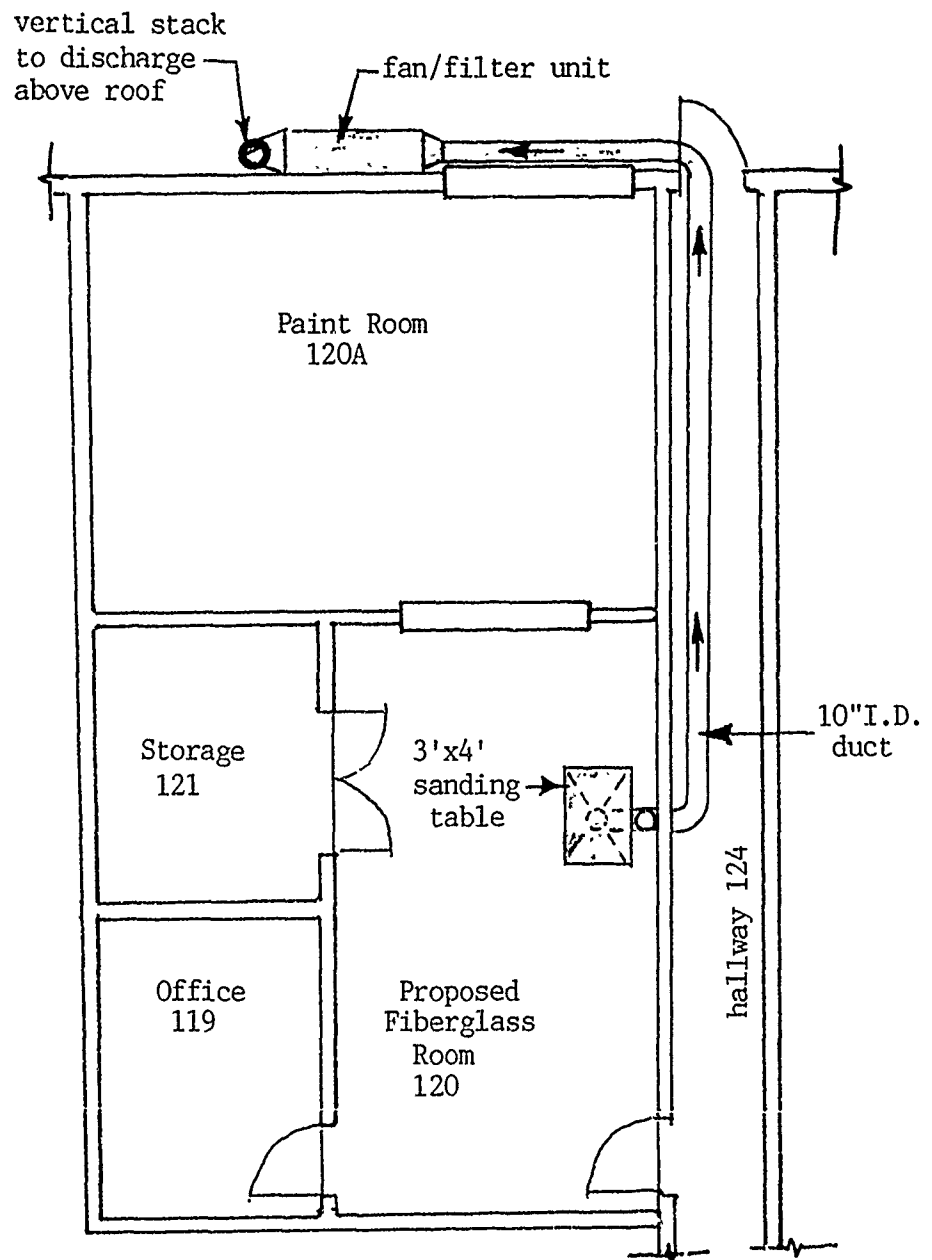 vertical stack
to discharge
above roof
fan/filter unit
Paint Room
120A
Storage
121
3'x4'
sanding
table
10"I.D.
duct
hallway 124
Office
119
Proposed
Fiberglass
Room
120